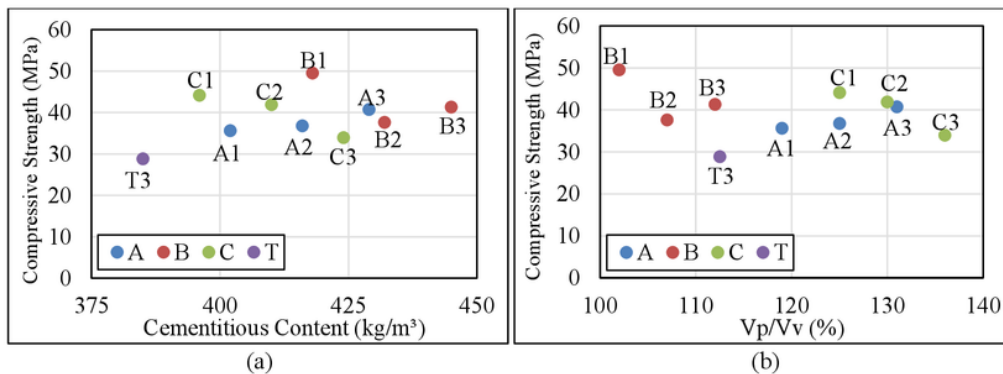 (a)
Compressive Strength (MPa)
60
50
40
30
20
10
0
B1
C1
C2
A3
A1
A2
C3
B2
B3
T3
A B C T
375 400 425 450
Cementitious Content (kg/m³)
(a)
(b)
Compressive Strength (MPa)
60
50
40
30
20
10
0
B1
C1
C2
B2
B3
A1
A2
A3
C3
T3
A B C T
100 110 120 130 140
Vp/Vv (%)
(b)